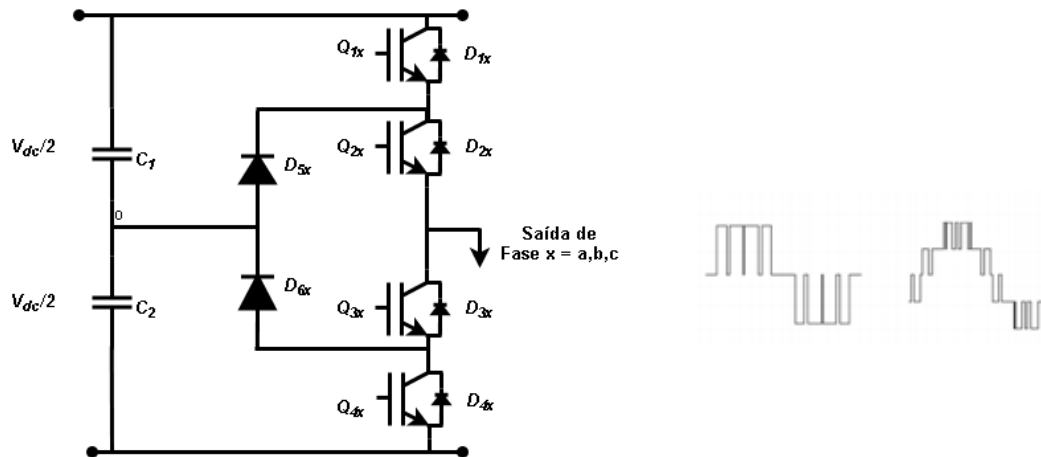 Q1x
D1x
Vdc/2
C1
Q2x
D2x
D5x
0
Saída de
Fase x = a,b,c
D6x
Vdc/2
C2
Q3x
D3x
Q4x
D4x